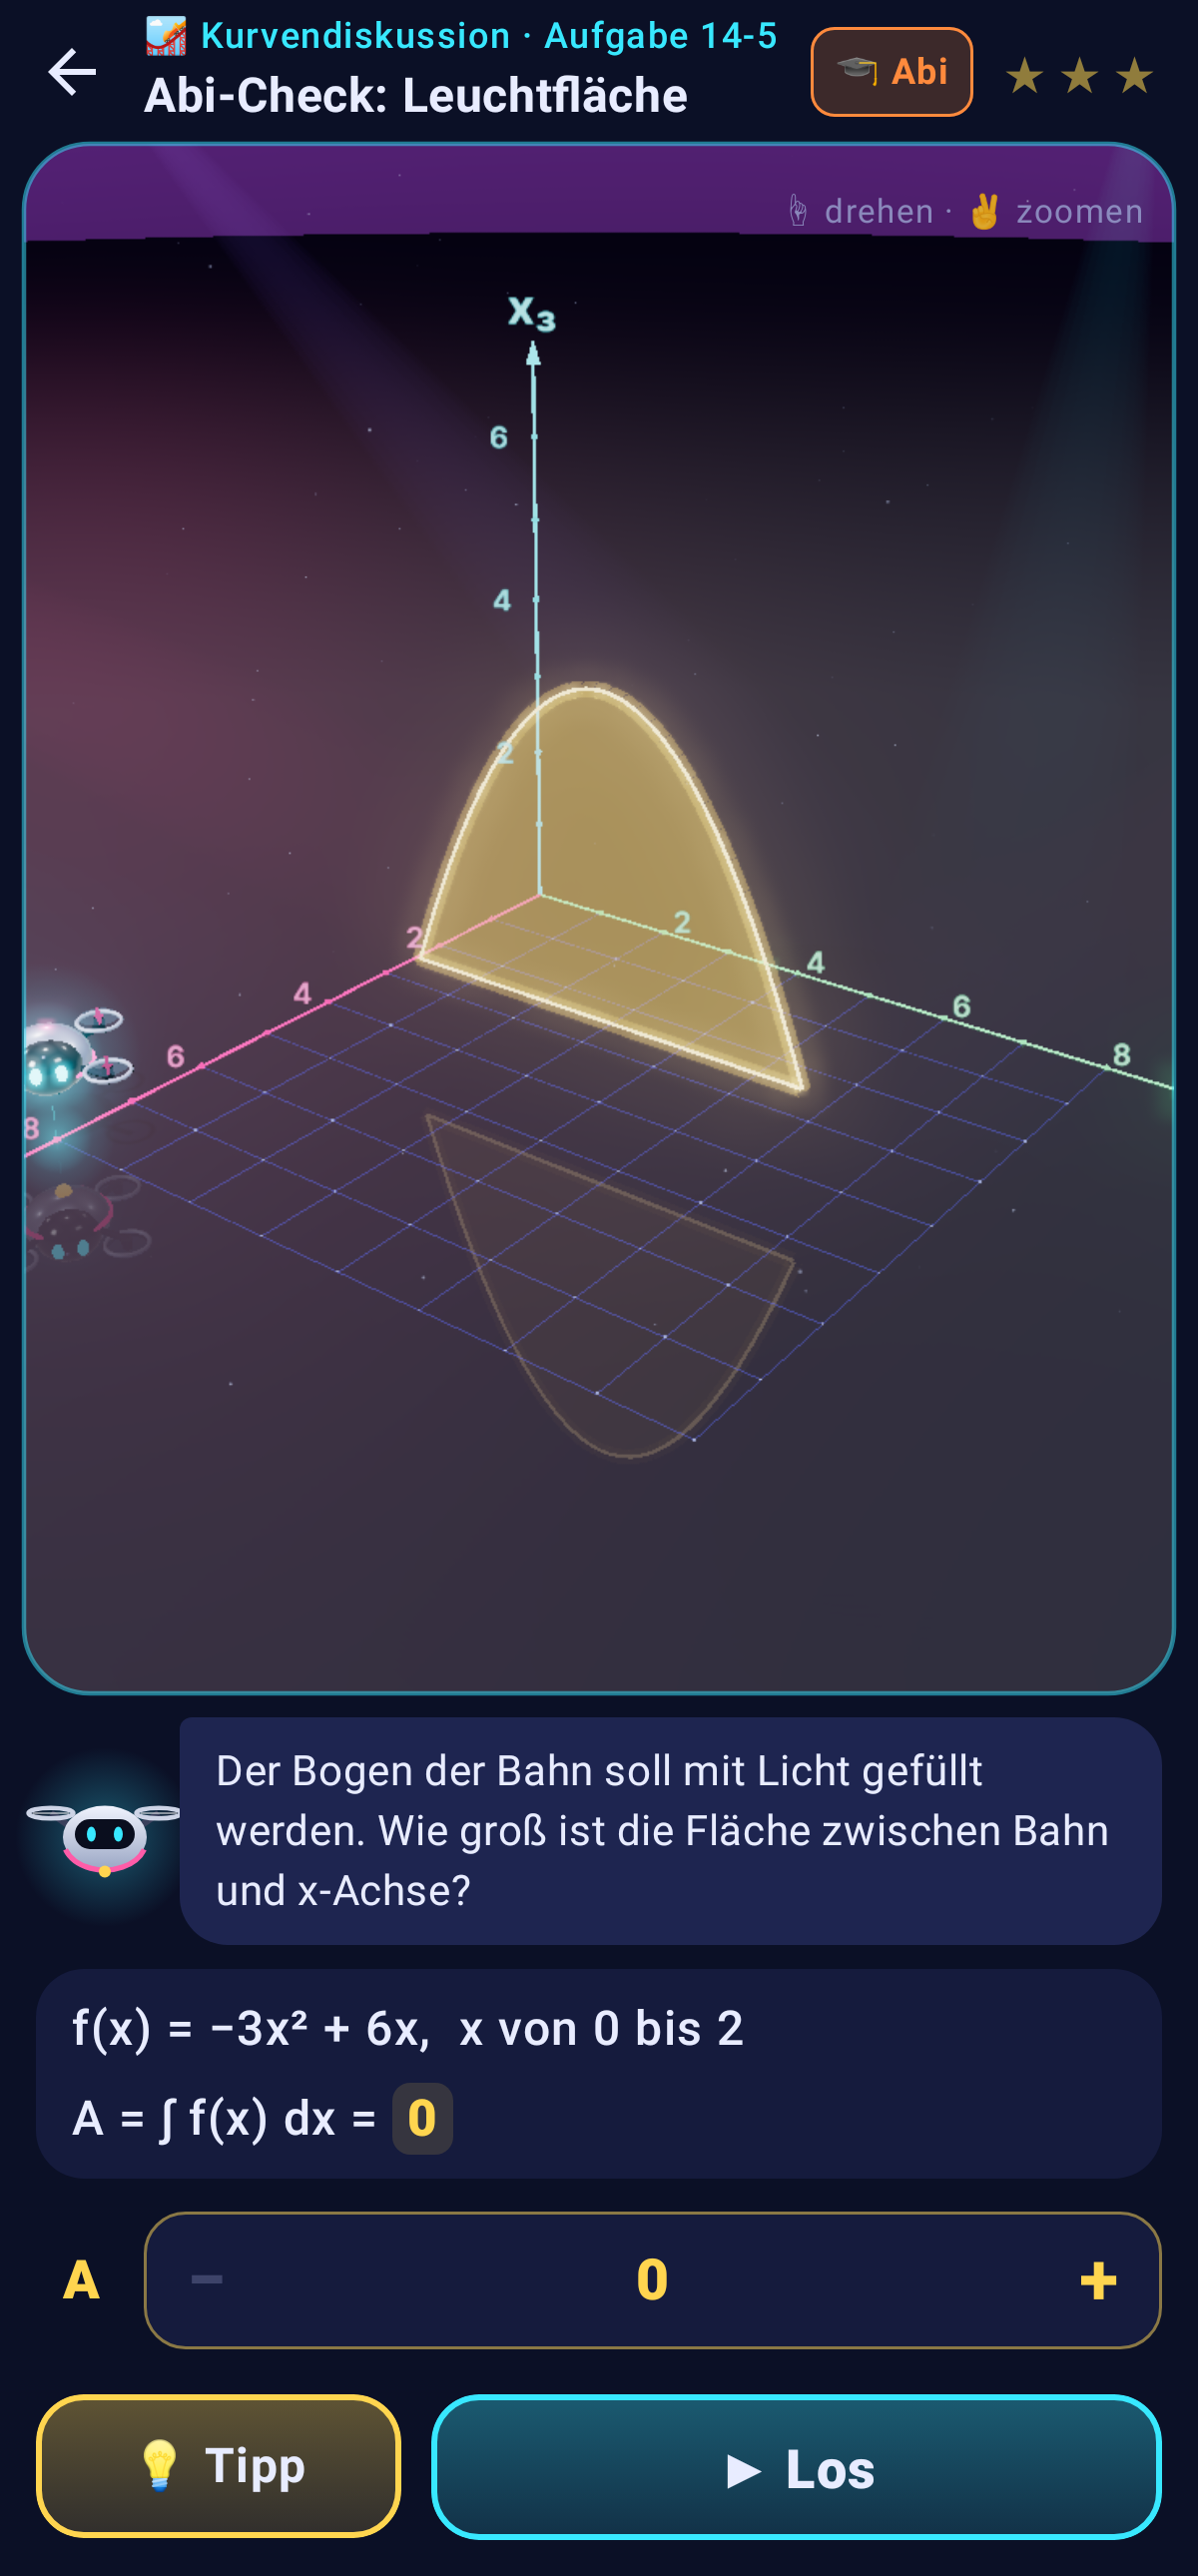 Kurvendiskussion · Aufgabe 14-5
Abi-Check: Leuchtfläche
🎓 Abi
★ ★ ★
☝ drehen · ✌ zoomen
x₃
6
4
2
2
2
4
4
6
6
8
8
Der Bogen der Bahn soll mit Licht gefüllt
werden. Wie groß ist die Fläche zwischen Bahn
und x-Achse?
f(x) = −3x² + 6x,  x von 0 bis 2
A = ∫ f(x) dx = 0
A − 0 +
💡 Tipp
▶ Los